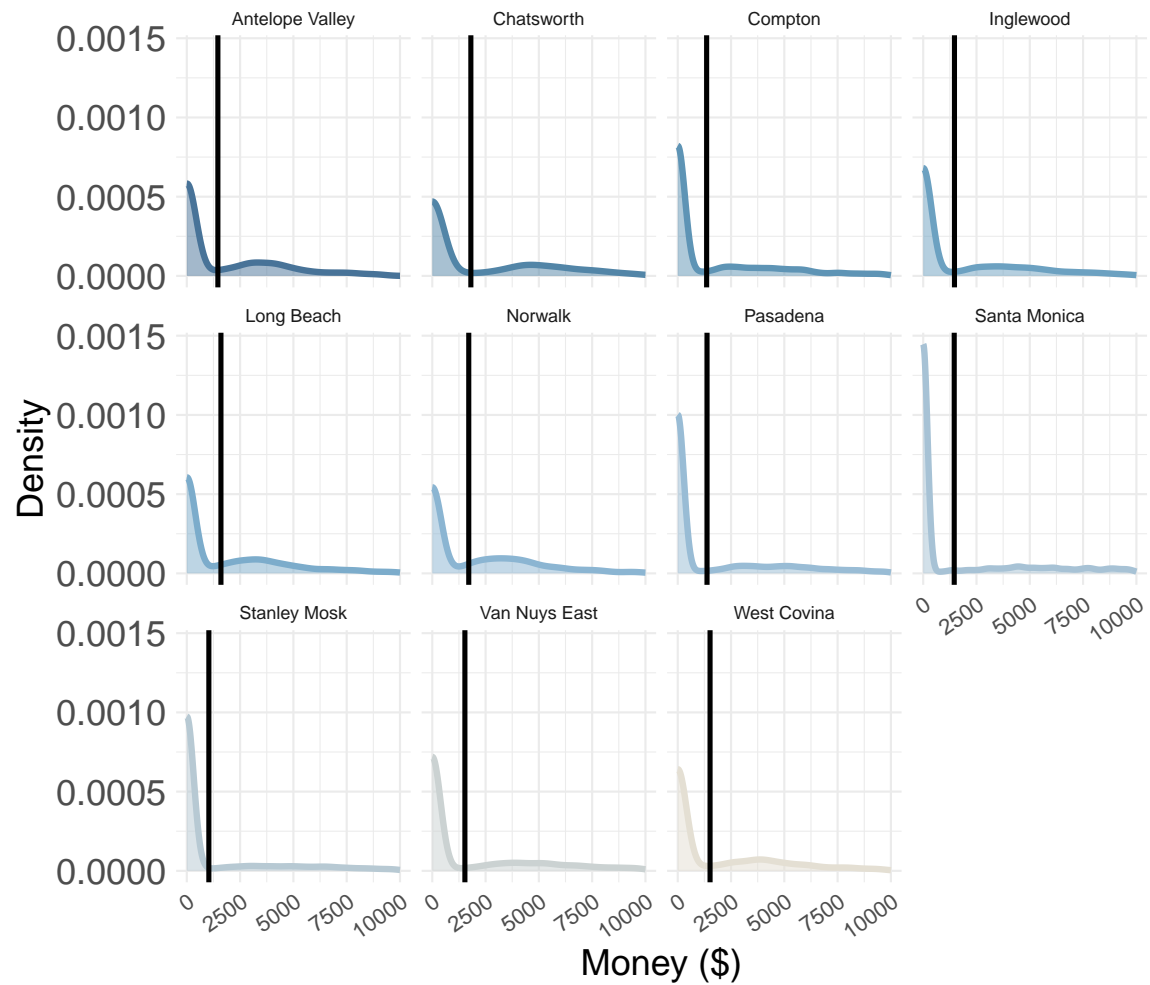 Antelope Valley
Chatsworth
Compton
Inglewood
0.0015
0.0010
0.0005
0.0000
Long Beach
Norwalk
Pasadena
Santa Monica
0.0015
0.0010
0.0005
0.0000
0
2500
5000
7500
10000
Stanley Mosk
Van Nuys East
West Covina
0.0015
0.0010
0.0005
0.0000
0
2500
5000
7500
10000
0
2500
5000
7500
10000
0
2500
5000
7500
10000
Density
Money ($)